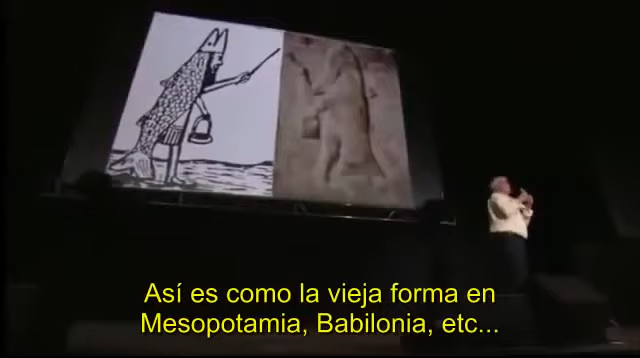 Así es como la vieja forma en
Mesopotamia, Babilonia, etc...